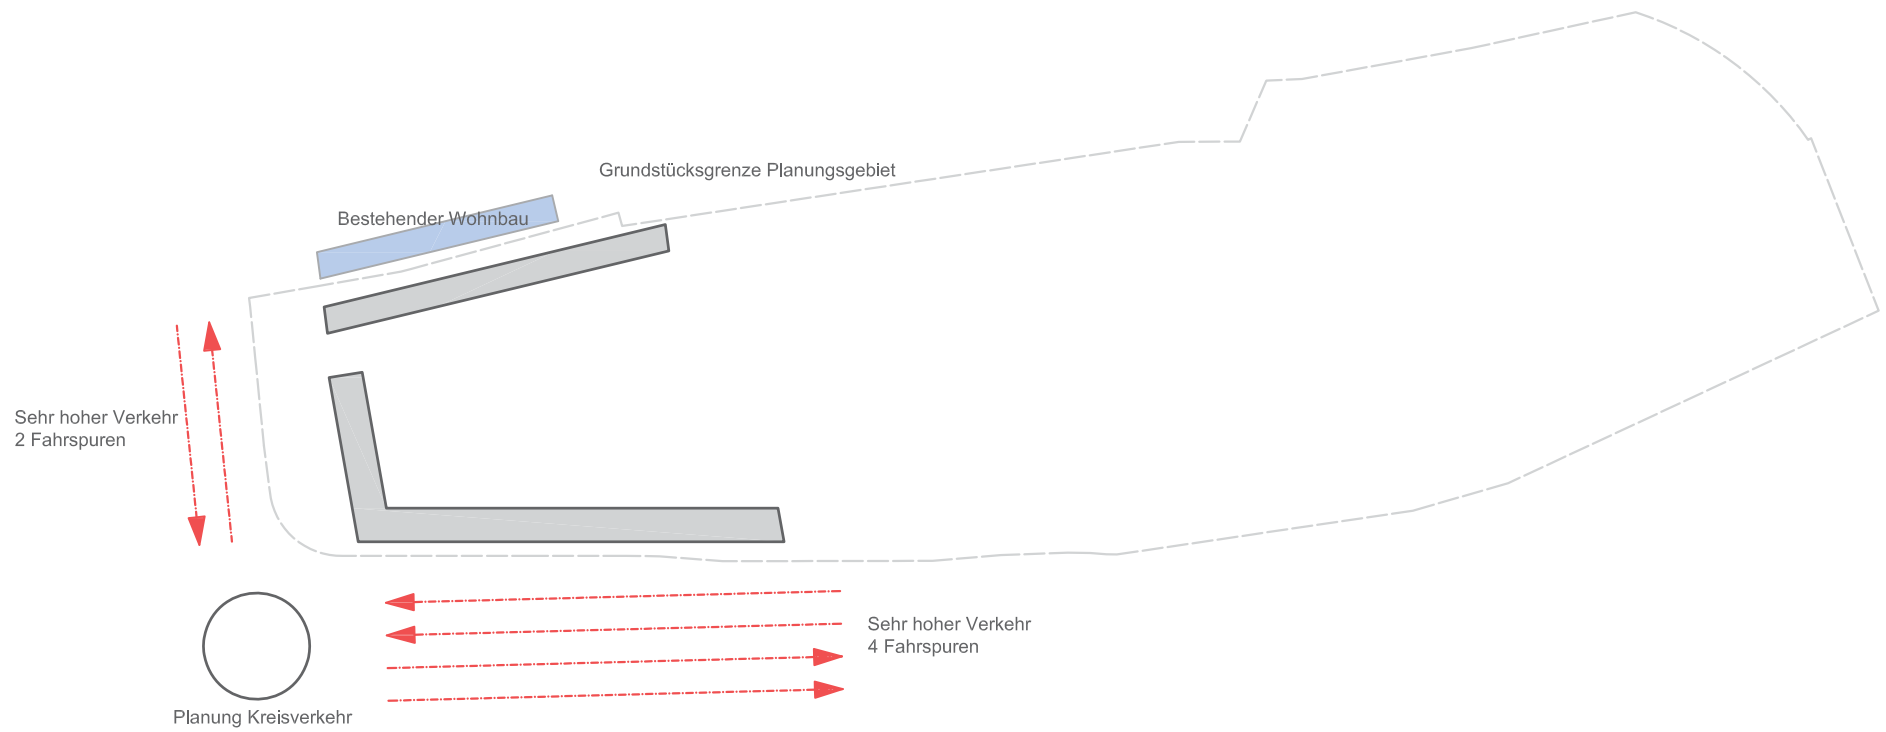 Grundstücksgrenze Planungsgebiet
Bestehender Wohnbau
Sehr hoher Verkehr
2 Fahrspuren
Sehr hoher Verkehr
4 Fahrspuren
Planung Kreisverkehr